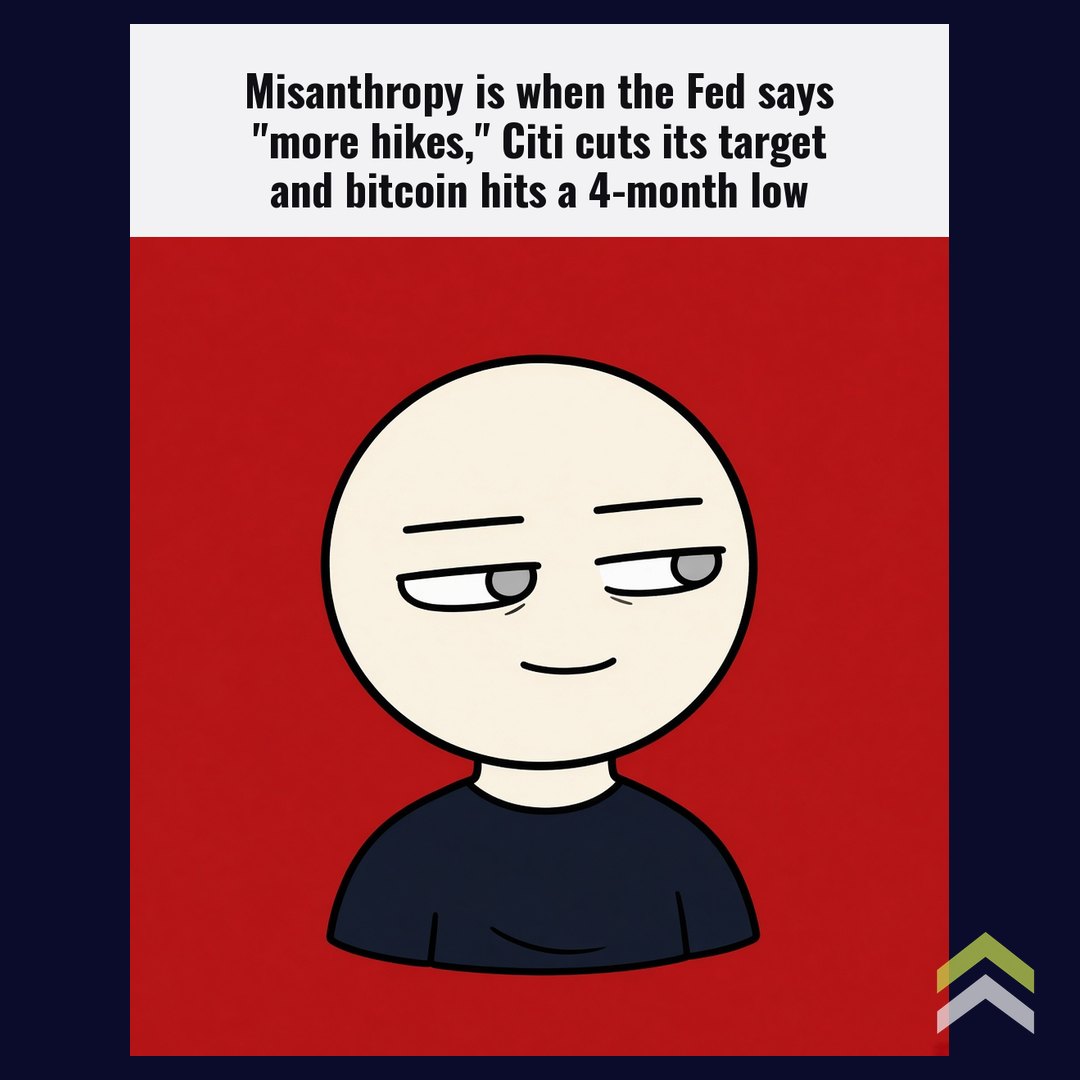 Misanthropy is when the Fed says
"more hikes," Citi cuts its target
and bitcoin hits a 4-month low